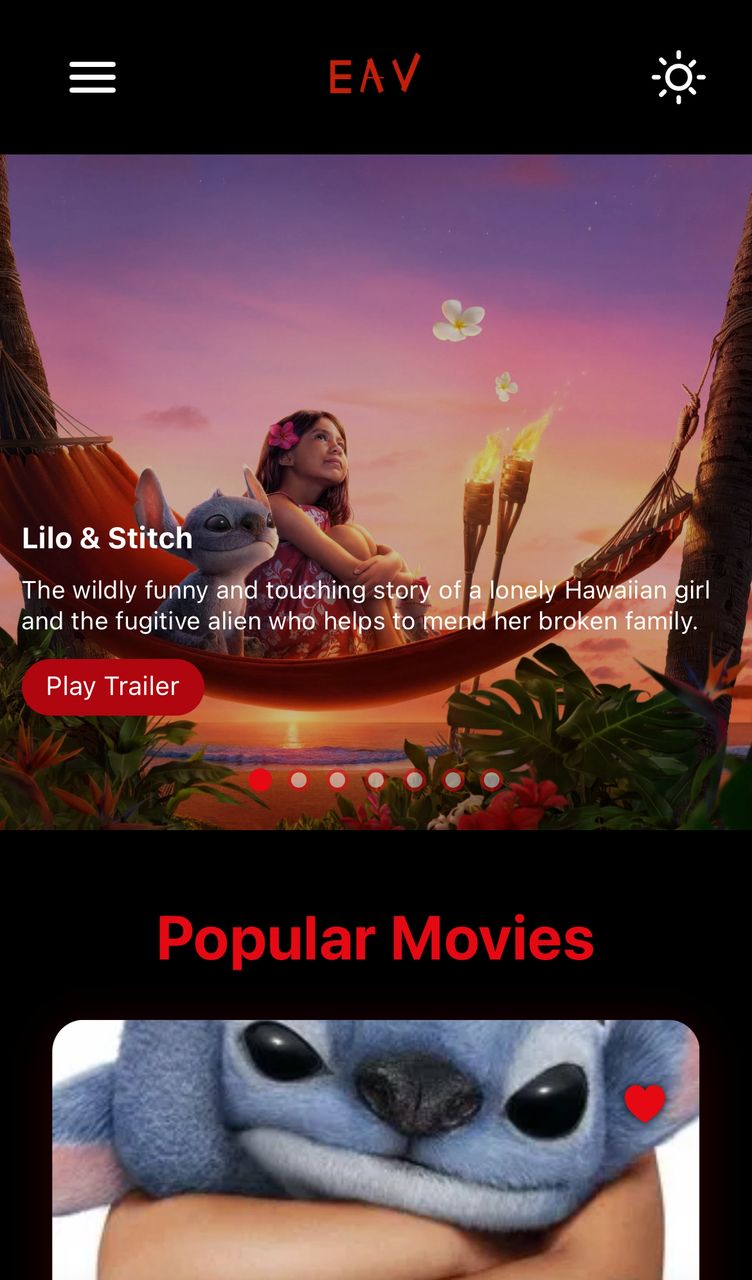 EAV
Lilo & Stitch
The wildly funny and touching story of a lonely Hawaiian girl
and the fugitive alien who helps to mend her broken family.
Play Trailer
Popular Movies